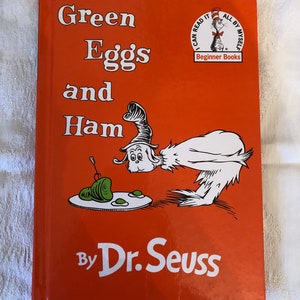 Green
Eggs
and
Ham
I CAN READ IT ALL BY MYSELF
Beginner Books
By Dr. Seuss